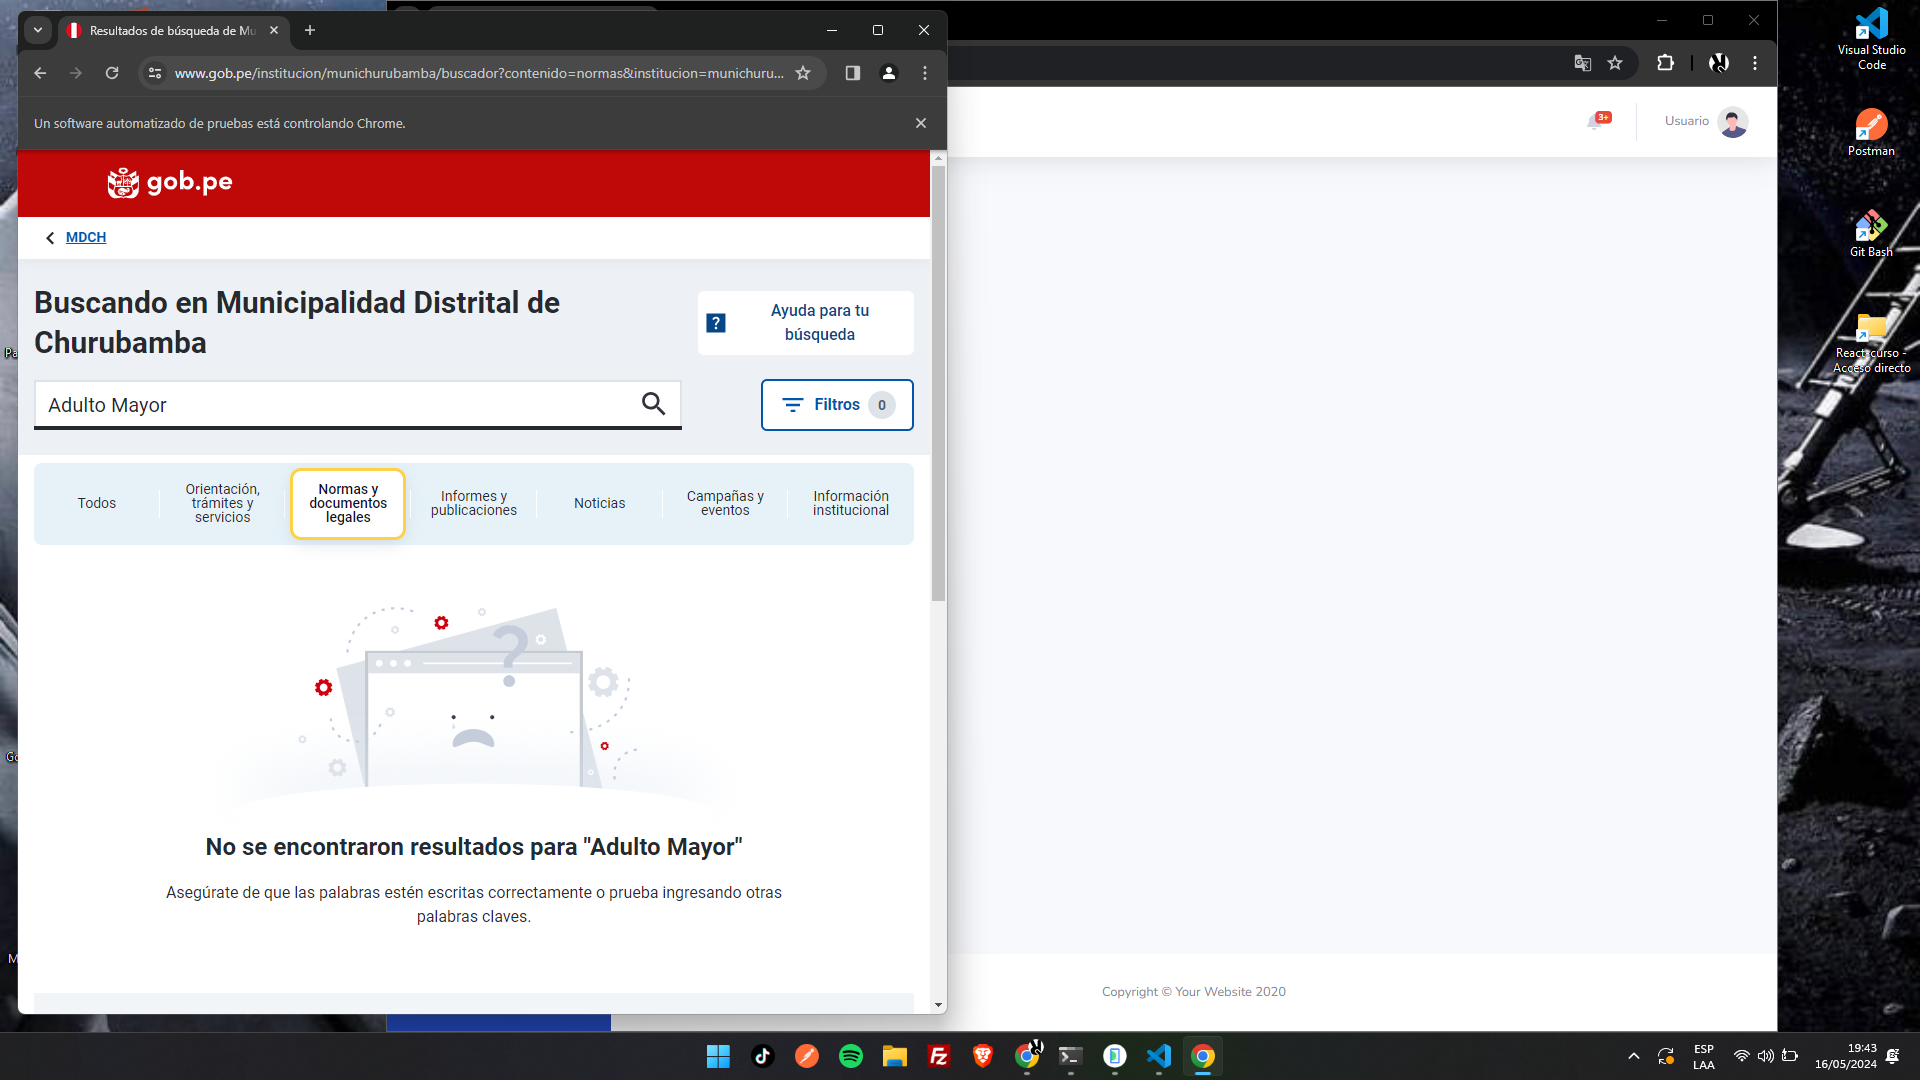 Resultados de búsqueda de Mu
www.gob.pe/institucion/munichurubamba/buscador?contenido=normas&institucion=munichuru...
Un software automatizado de pruebas está controlando Chrome.
gob.pe
MDCH
Buscando en Municipalidad Distrital de
Churubamba
? Ayuda para tu
búsqueda
Adulto Mayor
Filtros 0
Todos
Orientación,
trámites y
servicios
Normas y
documentos
legales
Informes y
publicaciones
Noticias
Campañas y
eventos
Información
institucional
?
No se encontraron resultados para "Adulto Mayor"
Asegúrate de que las palabras estén escritas correctamente o prueba ingresando otras
palabras claves.
3+
Usuario
Copyright © Your Website 2020
Visual Studio
Code
Postman
Git Bash
React-curso -
Acceso directo
Pa
Go
M
ESP
LAA
19:43
16/05/2024